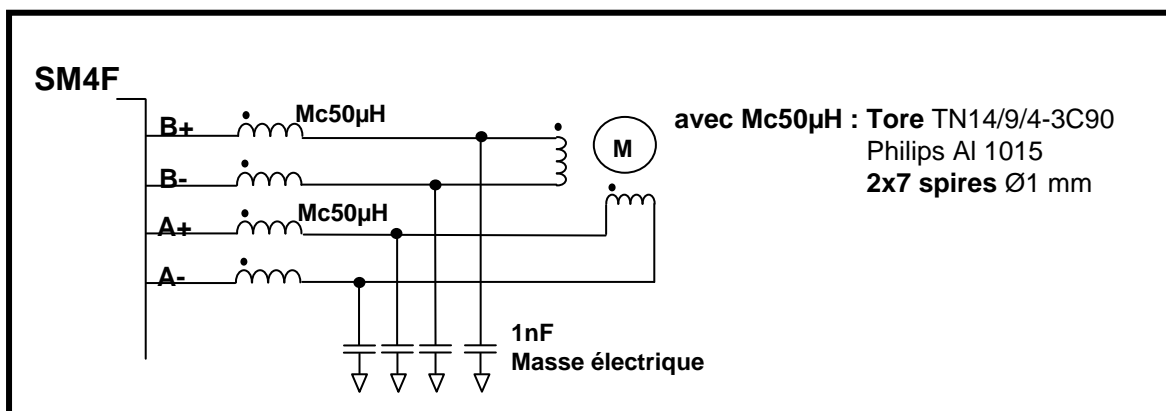 SM4F
B+
Mc50µH
B-
A+
Mc50µH
A-
M
avec Mc50µH : Tore TN14/9/4-3C90
Philips Al 1015
2x7 spires Ø1 mm
1nF
Masse électrique